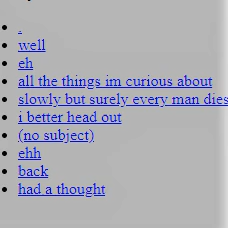 .
well
eh
all the things im curious about
slowly but surely every man dies
i better head out
(no subject)
ehh
back
had a thought